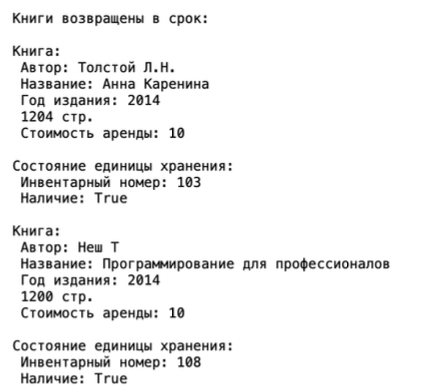 Книги возвращены в срок:
Книга:
Автор: Толстой Л.Н.
Название: Анна Каренина
Год издания: 2014
1204 стр.
Стоимость аренды: 10
Состояние единицы хранения:
Инвентарный номер: 103
Наличие: True
Книга:
Автор: Неш Т
Название: Программирование для профессионалов
Год издания: 2014
1200 стр.
Стоимость аренды: 10
Состояние единицы хранения:
Инвентарный номер: 108
Наличие: True